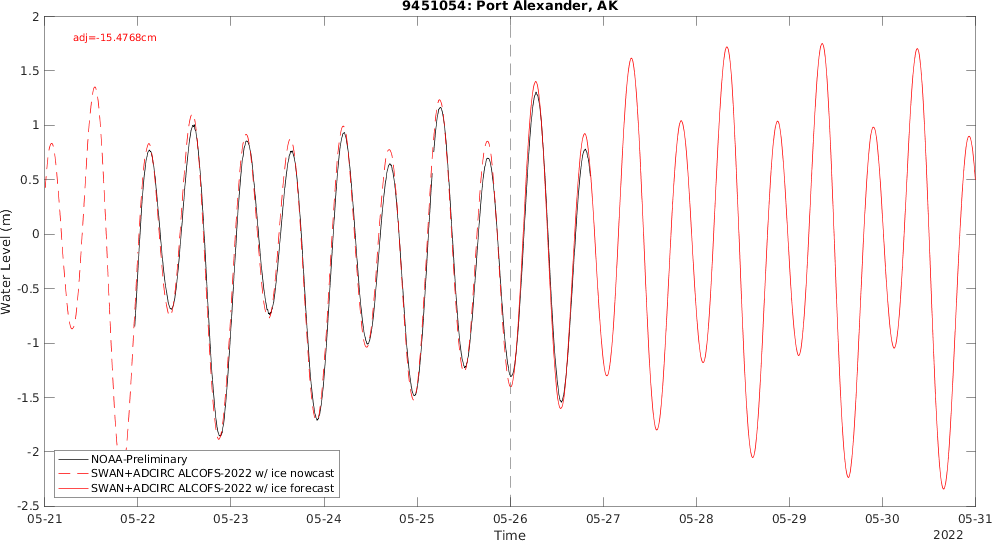 9451054: Port Alexander, AK
adj=-15.4768cm
Water Level (m)
2
1.5
1
0.5
0
-0.5
-1
-1.5
-2
-2.5
NOAA-Preliminary
SWAN+ADCIRC ALCOFS-2022 w/ ice nowcast
SWAN+ADCIRC ALCOFS-2022 w/ ice forecast
05-21 05-22 05-23 05-24 05-25 05-26 05-27 05-28 05-29 05-30 05-31
Time
2022